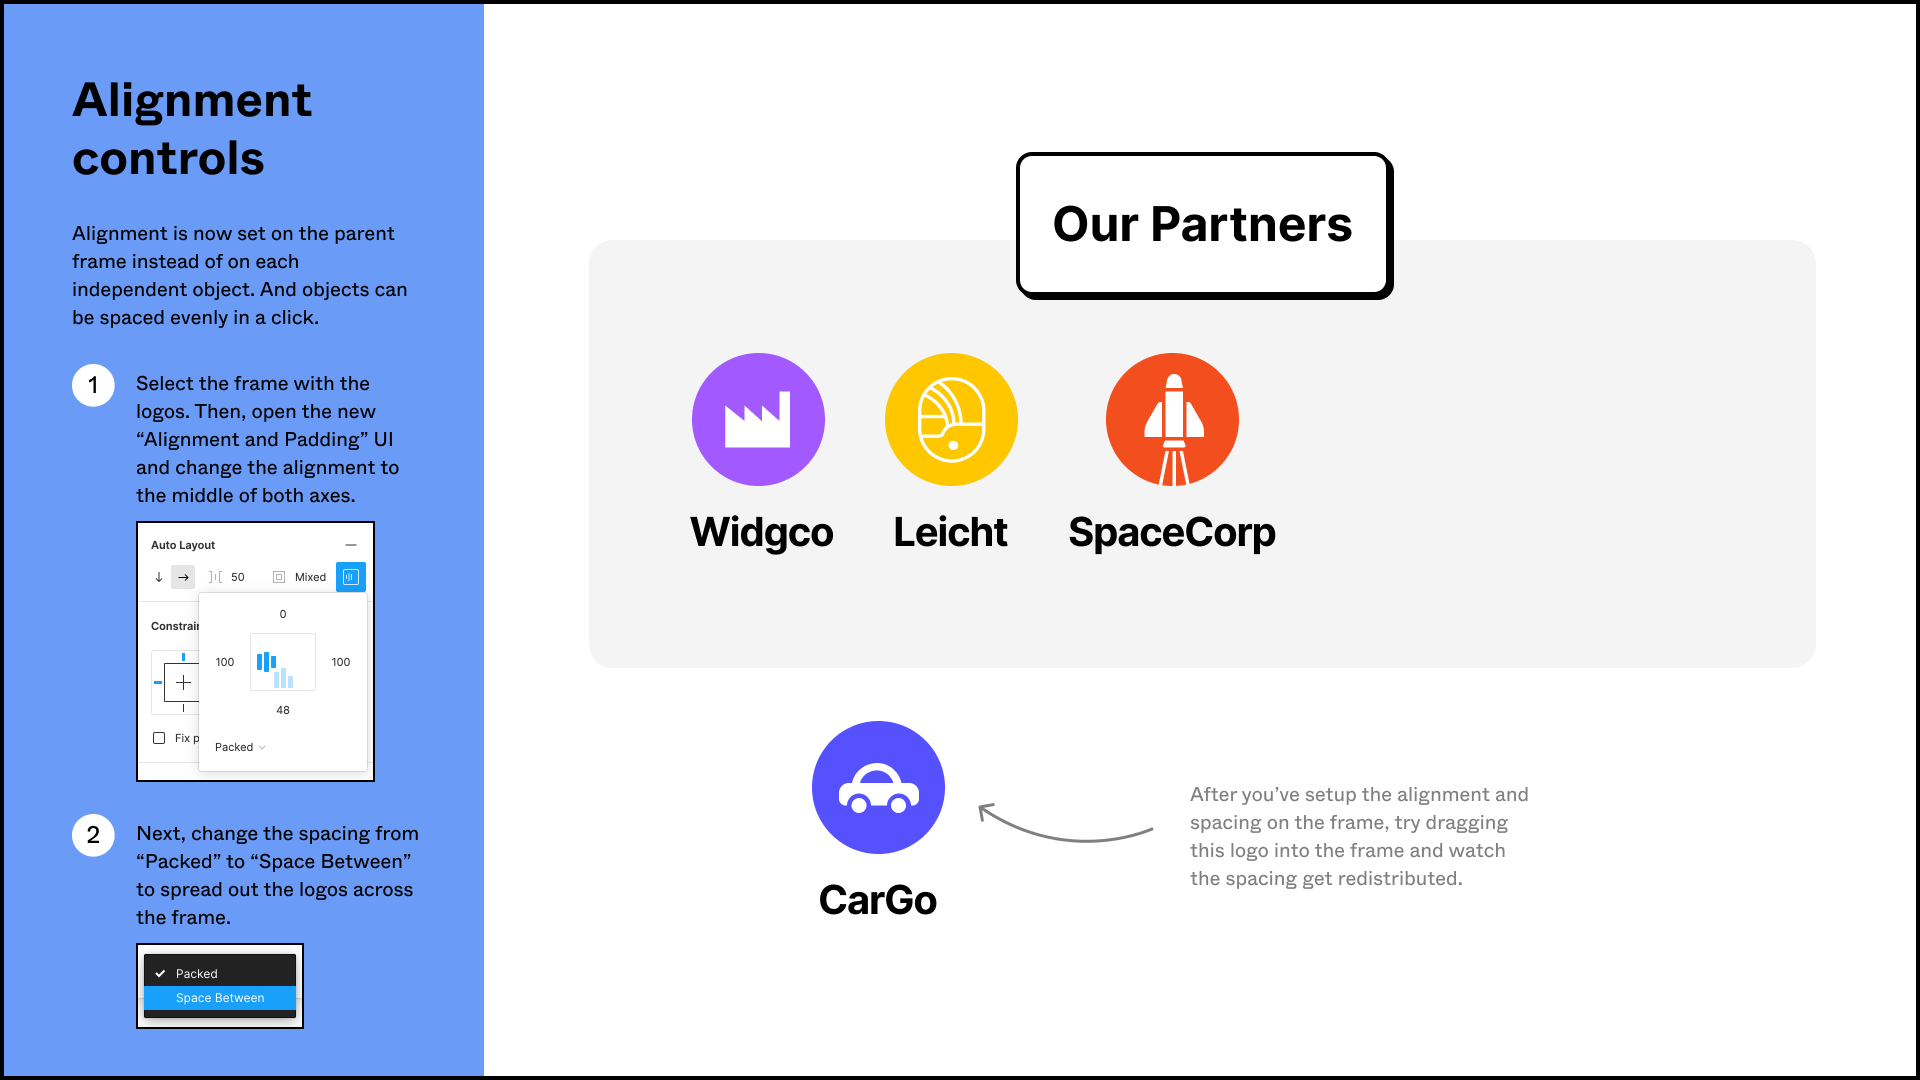 Alignment
controls
Alignment is now set on the parent
frame instead of on each
independent object. And objects can
be spaced evenly in a click.
1
Select the frame with the
logos. Then, open the new
“Alignment and Padding” UI
and change the alignment to
the middle of both axes.
Auto Layout
50
Mixed
0
Constrai
100
100
48
Fix p
Packed
2
Next, change the spacing from
“Packed” to “Space Between”
to spread out the logos across
the frame.
Packed
Space Between
Our Partners
Widgco
Leicht
SpaceCorp
CarGo
After you’ve setup the alignment and
spacing on the frame, try dragging
this logo into the frame and watch
the spacing get redistributed.